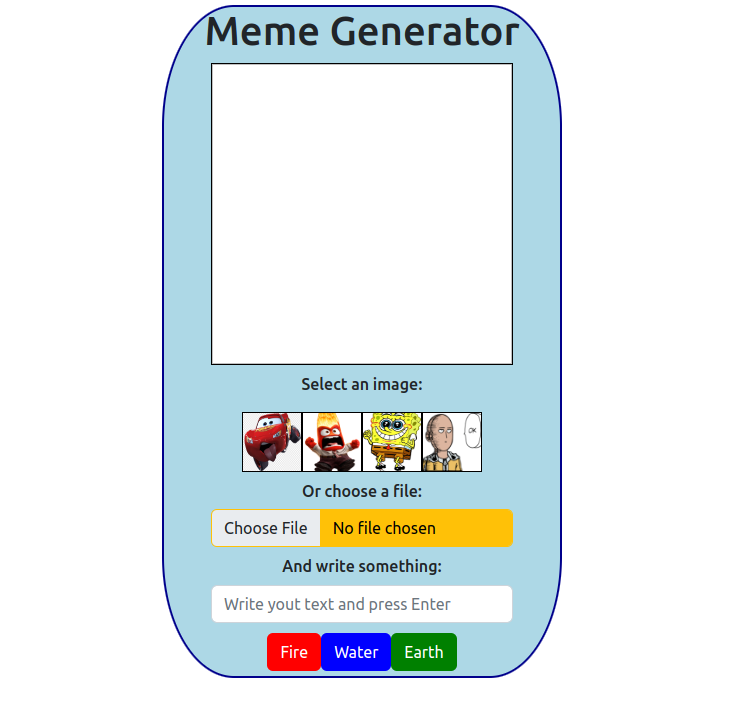 Meme Generator
Select an image:
OK
Or choose a file:
Choose File No file chosen
And write something:
Write yout text and press Enter
Fire Water Earth